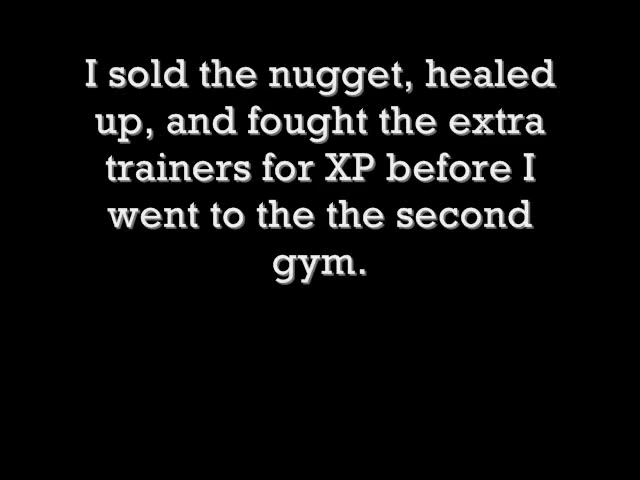 I sold the nugget, healed
up, and fought the extra
trainers for XP before I
went to the the second
gym.